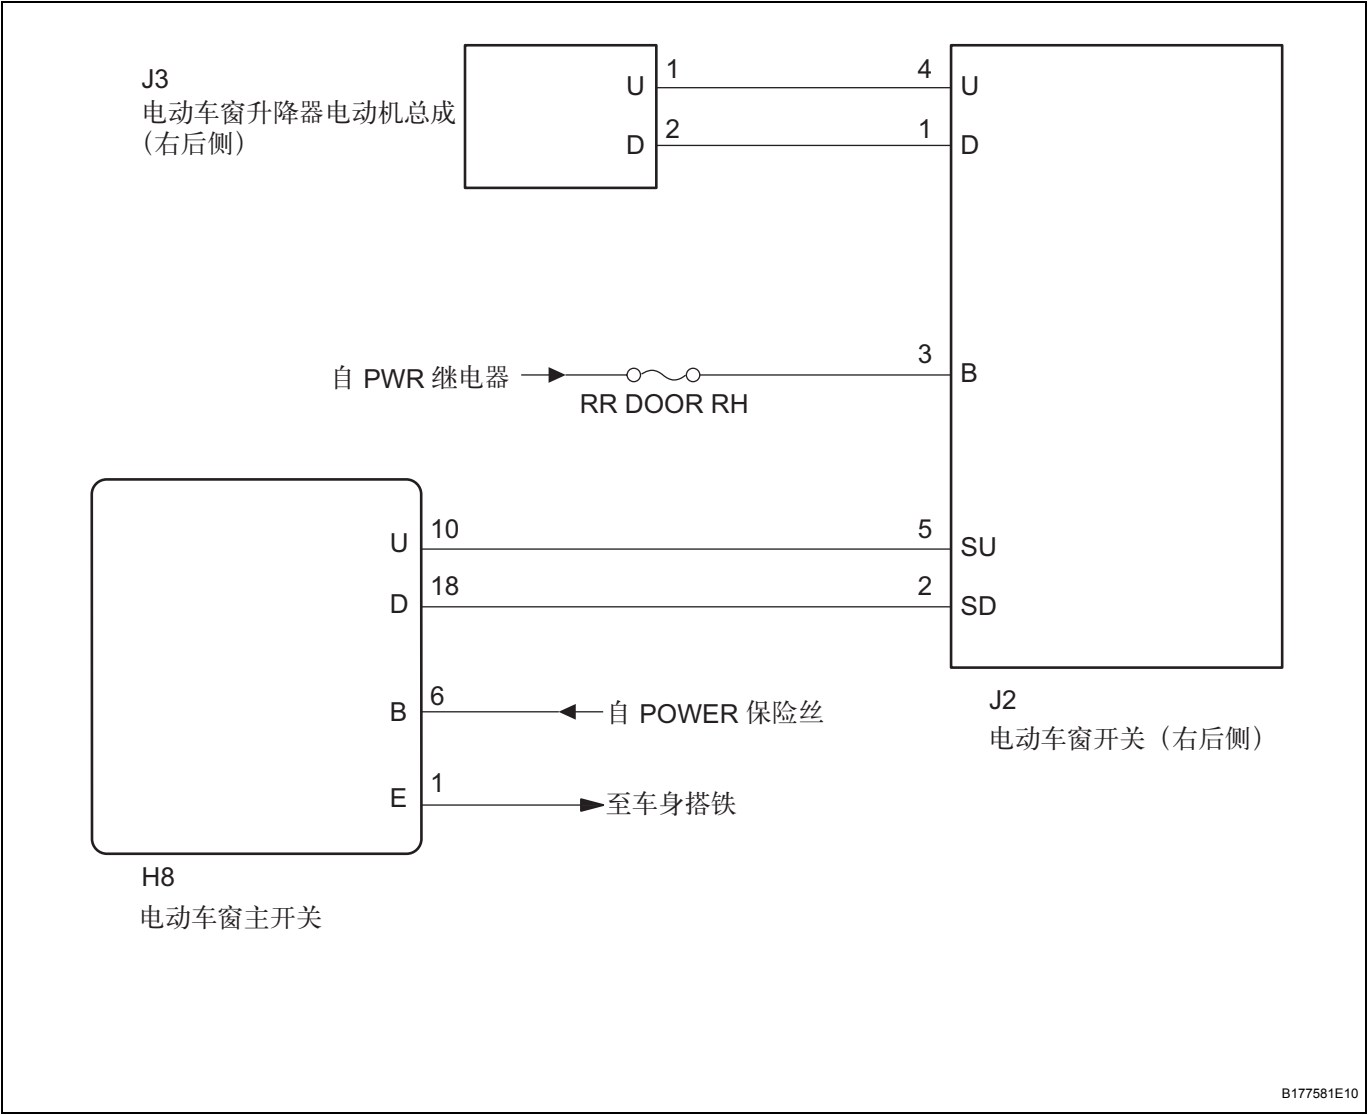 J3
电动车窗升降器电动机总成
（右后侧）
U 1 4 U
D 2 1 D
自 PWR 继电器
RR DOOR RH
3 B
U 10 5 SU
D 18 2 SD
B 6 自 POWER 保险丝
E 1 至车身搭铁
J2
电动车窗开关（右后侧）
H8
电动车窗主开关
B177581E10